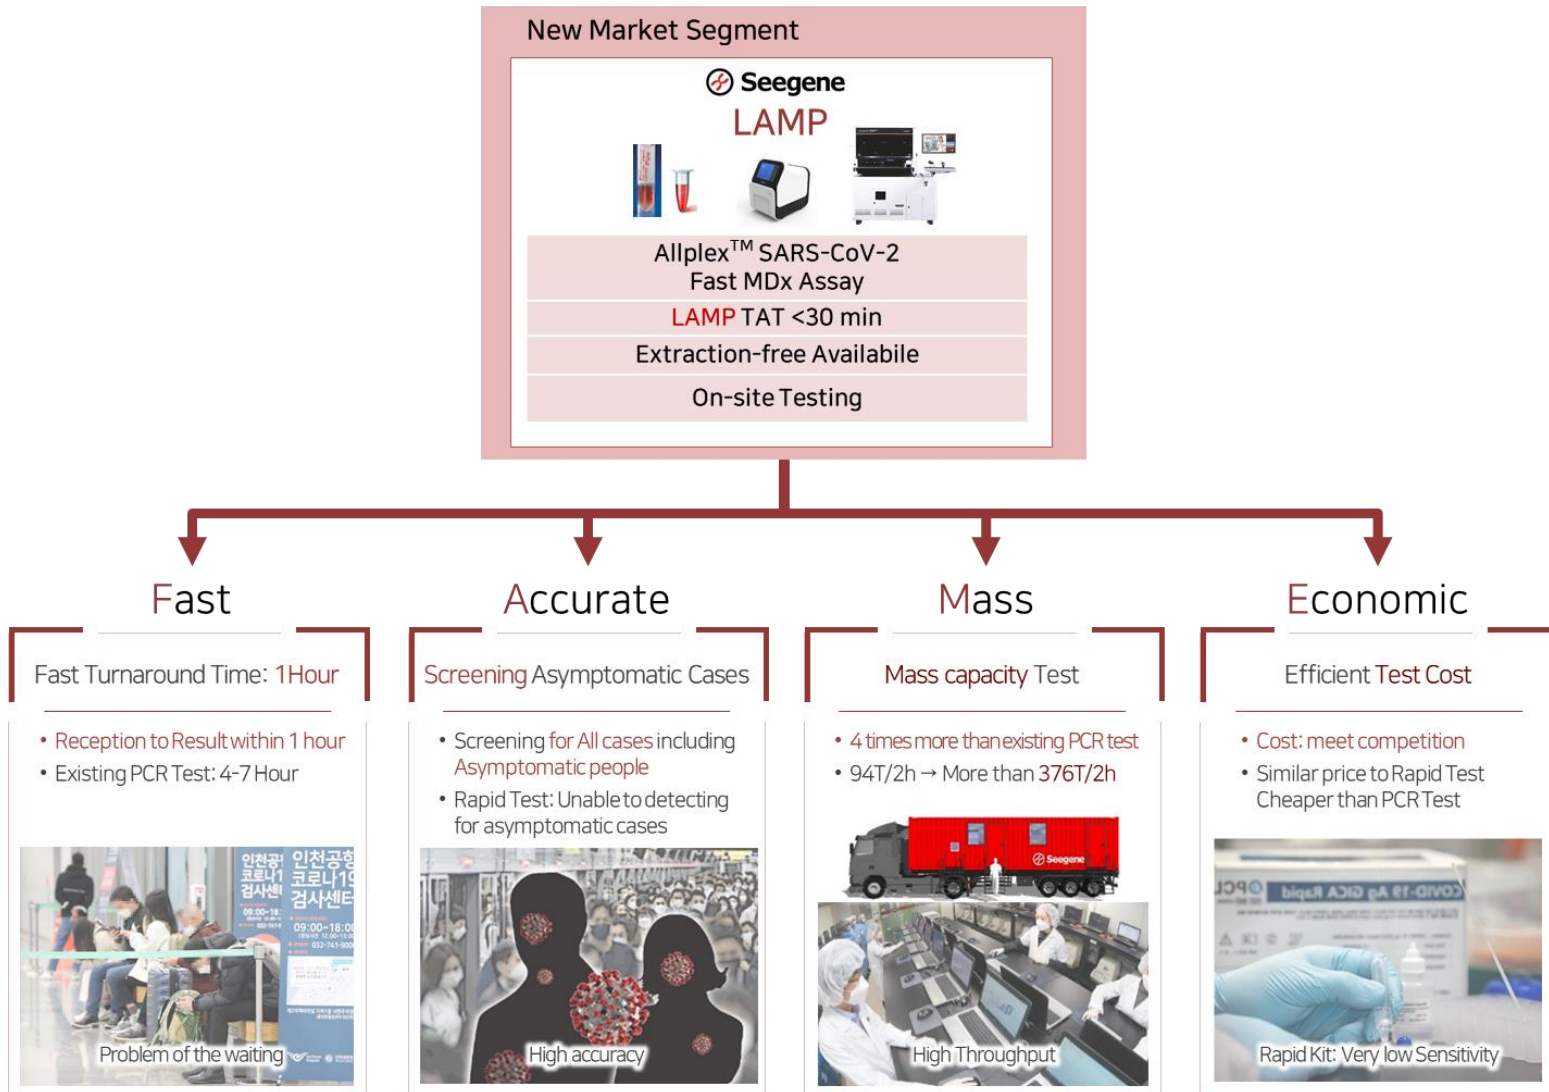 New Market Segment
Seegene
LAMP
Allplex™ SARS-CoV-2
Fast MDx Assay
LAMP TAT <30 min
Extraction-free Availabile
On-site Testing
Fast
Fast Turnaround Time: 1Hour
• Reception to Result within 1 hour
• Existing PCR Test: 4-7 Hour
인천공항
코로나19
검사센터
09:00~18:00
032-741-9000
Problem of the waiting
Accurate
Screening Asymptomatic Cases
• Screening for All cases including
Asymptomatic people
• Rapid Test: Unable to detecting
for asymptomatic cases
High accuracy
Mass
Mass capacity Test
• 4 times more than existing PCR test
• 94T/2h → More than 376T/2h
Seegene
High Throughput
Economic
Efficient Test Cost
• Cost: meet competition
• Similar price to Rapid Test
Cheaper than PCR Test
PCL
COVID-19 Ag GICA Rapid
Rapid Kit: Very low Sensitivity